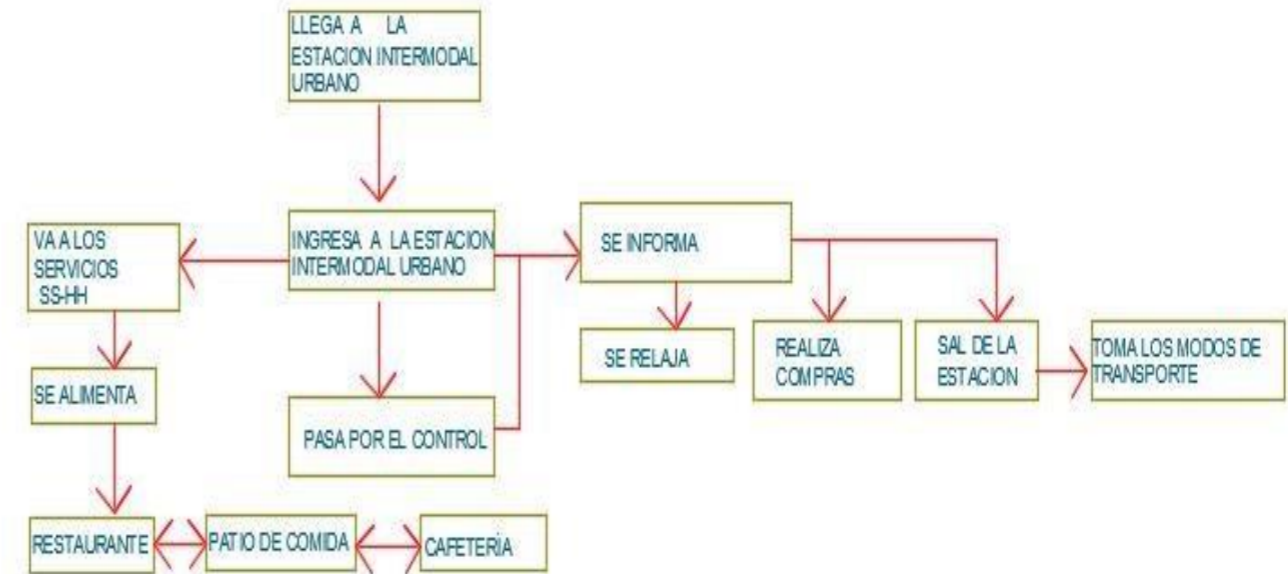 LLEGA A LA
ESTACION INTERMODAL
URBANO
VA A LOS
SERVICIOS
SS-HH
INGRESA A LA ESTACION
INTERMODAL URBANO
SE INFORMA
SE RELAJA
REALIZA
COMPRAS
SAL DE LA
ESTACION
TOMA LOS MODOS DE
TRANSPORTE
SE ALIMENTA
PASA POR EL CONTROL
RESTAURANTE
PATIO DE COMIDA
CAFETERÌA